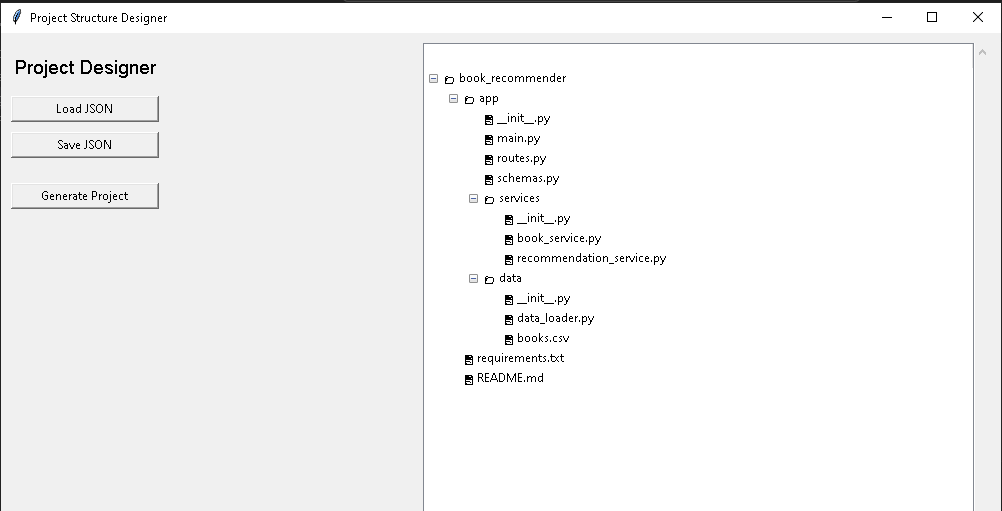 Project Structure Designer
Project Designer
Load JSON
Save JSON
Generate Project
book_recommender
app
__init__.py
main.py
routes.py
schemas.py
services
__init__.py
book_service.py
recommendation_service.py
data
__init__.py
data_loader.py
books.csv
requirements.txt
README.md